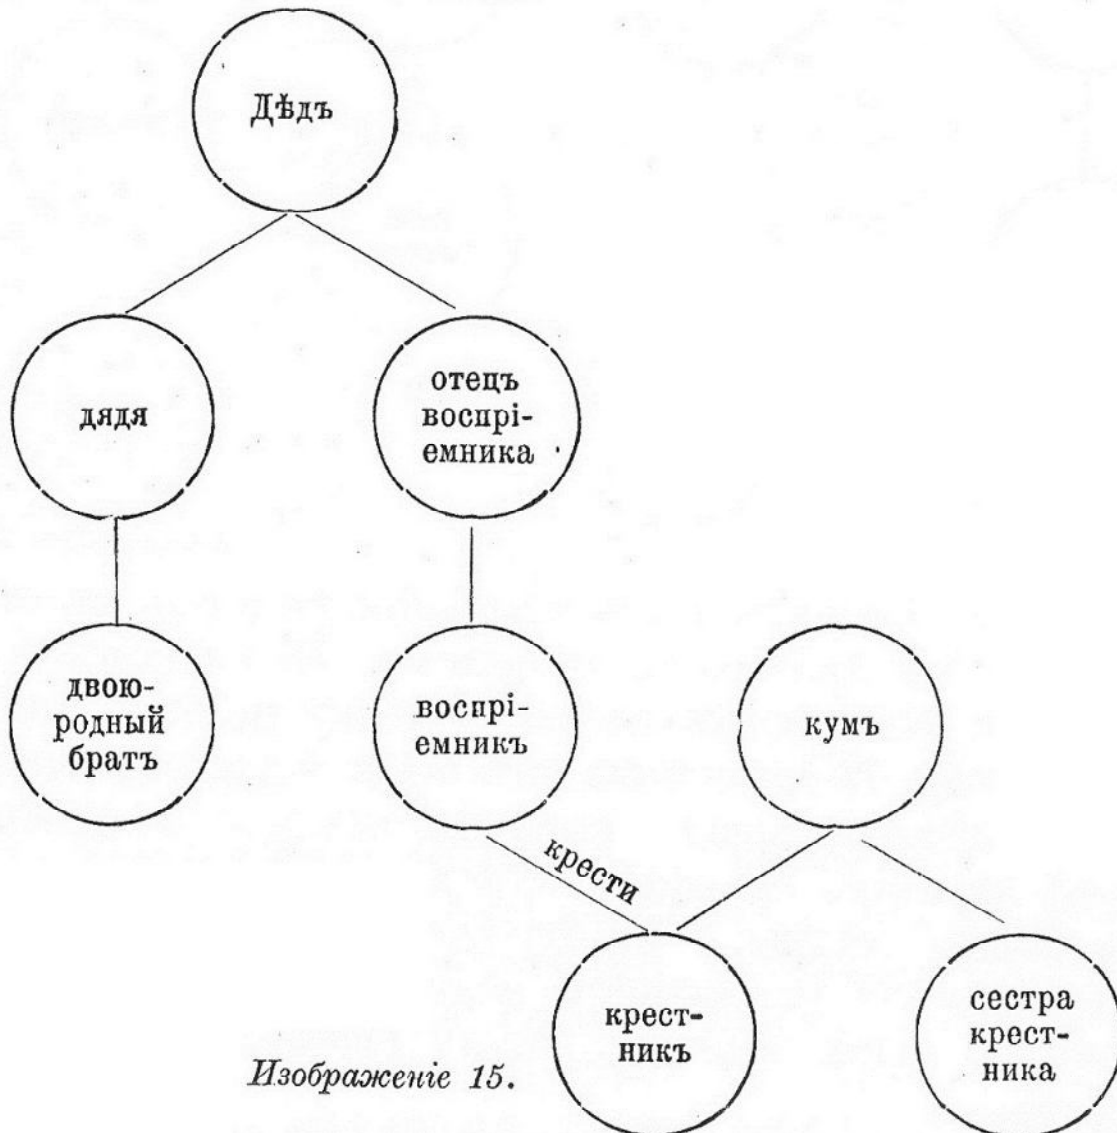 Дѣдъ
дядя
отецъ
воспрі-
емника
двою-
родный
братъ
воспрі-
емникъ
кумъ
крести
крест-
никъ
сестра
крест-
ника
Изображеніе 15.